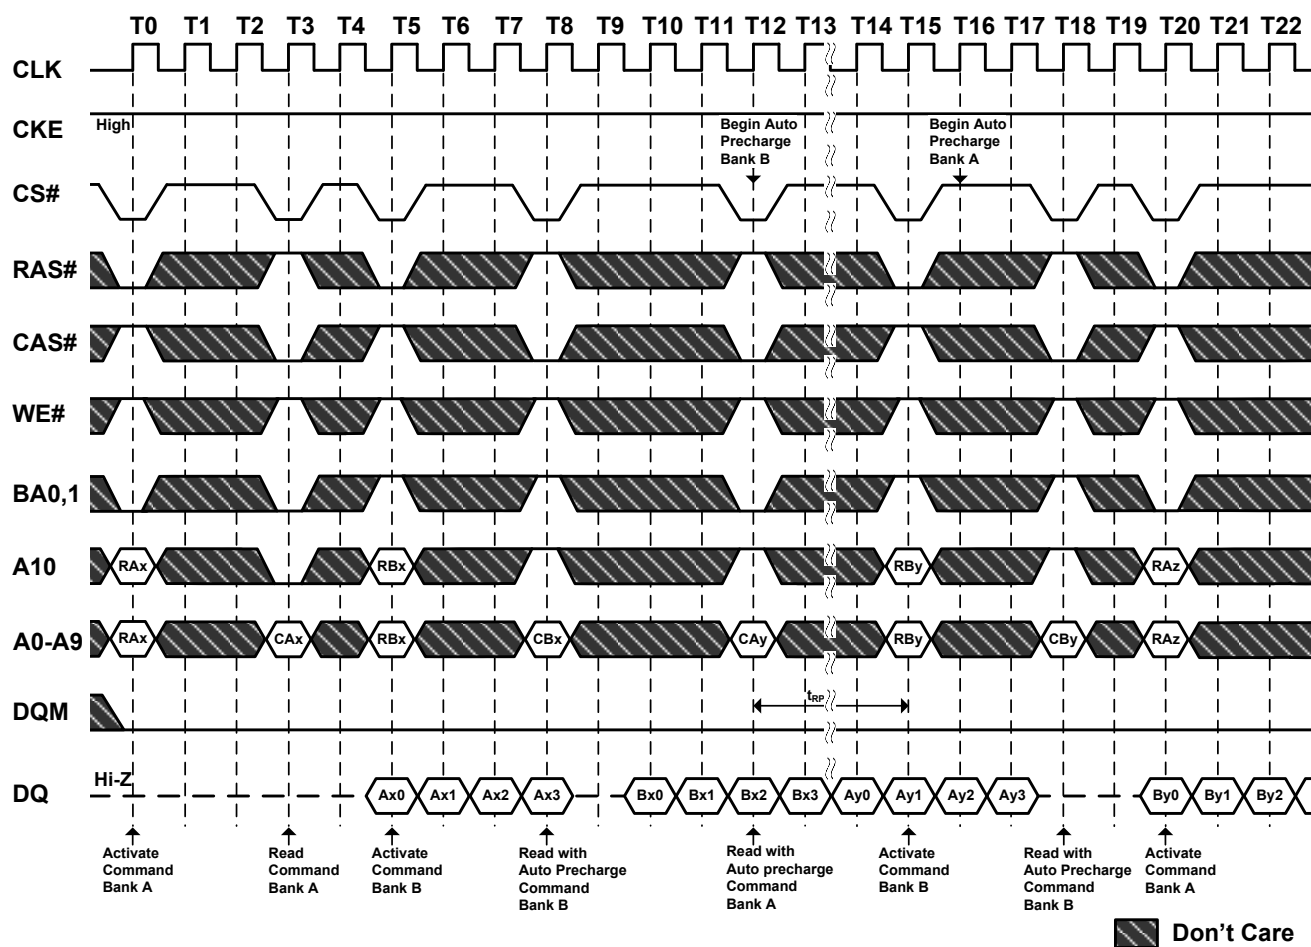 T0 T1 T2 T3 T4 T5 T6 T7 T8 T9 T10 T11 T12 T13 T14 T15 T16 T17 T18 T19 T20 T21 T22
CLK
CKE
High
Begin Auto
Precharge
Bank B
Begin Auto
Precharge
Bank A
CS#
RAS#
CAS#
WE#
BA0,1
A10
RAx RBx RBy RAz
A0-A9
RAx CAx RBx CBx CAy RBy CBy RAz
DQM
tRP
DQ
Hi-Z
Ax0 Ax1 Ax2 Ax3 Bx0 Bx1 Bx2 Bx3 Ay0 Ay1 Ay2 Ay3 By0 By1 By2
Activate
Command
Bank A
Read
Command
Bank A
Activate
Command
Bank B
Read with
Auto Precharge
Command
Bank B
Read with
Auto precharge
Command
Bank A
Activate
Command
Bank B
Read with
Auto Precharge
Command
Bank B
Activate
Command
Bank A
Don't Care